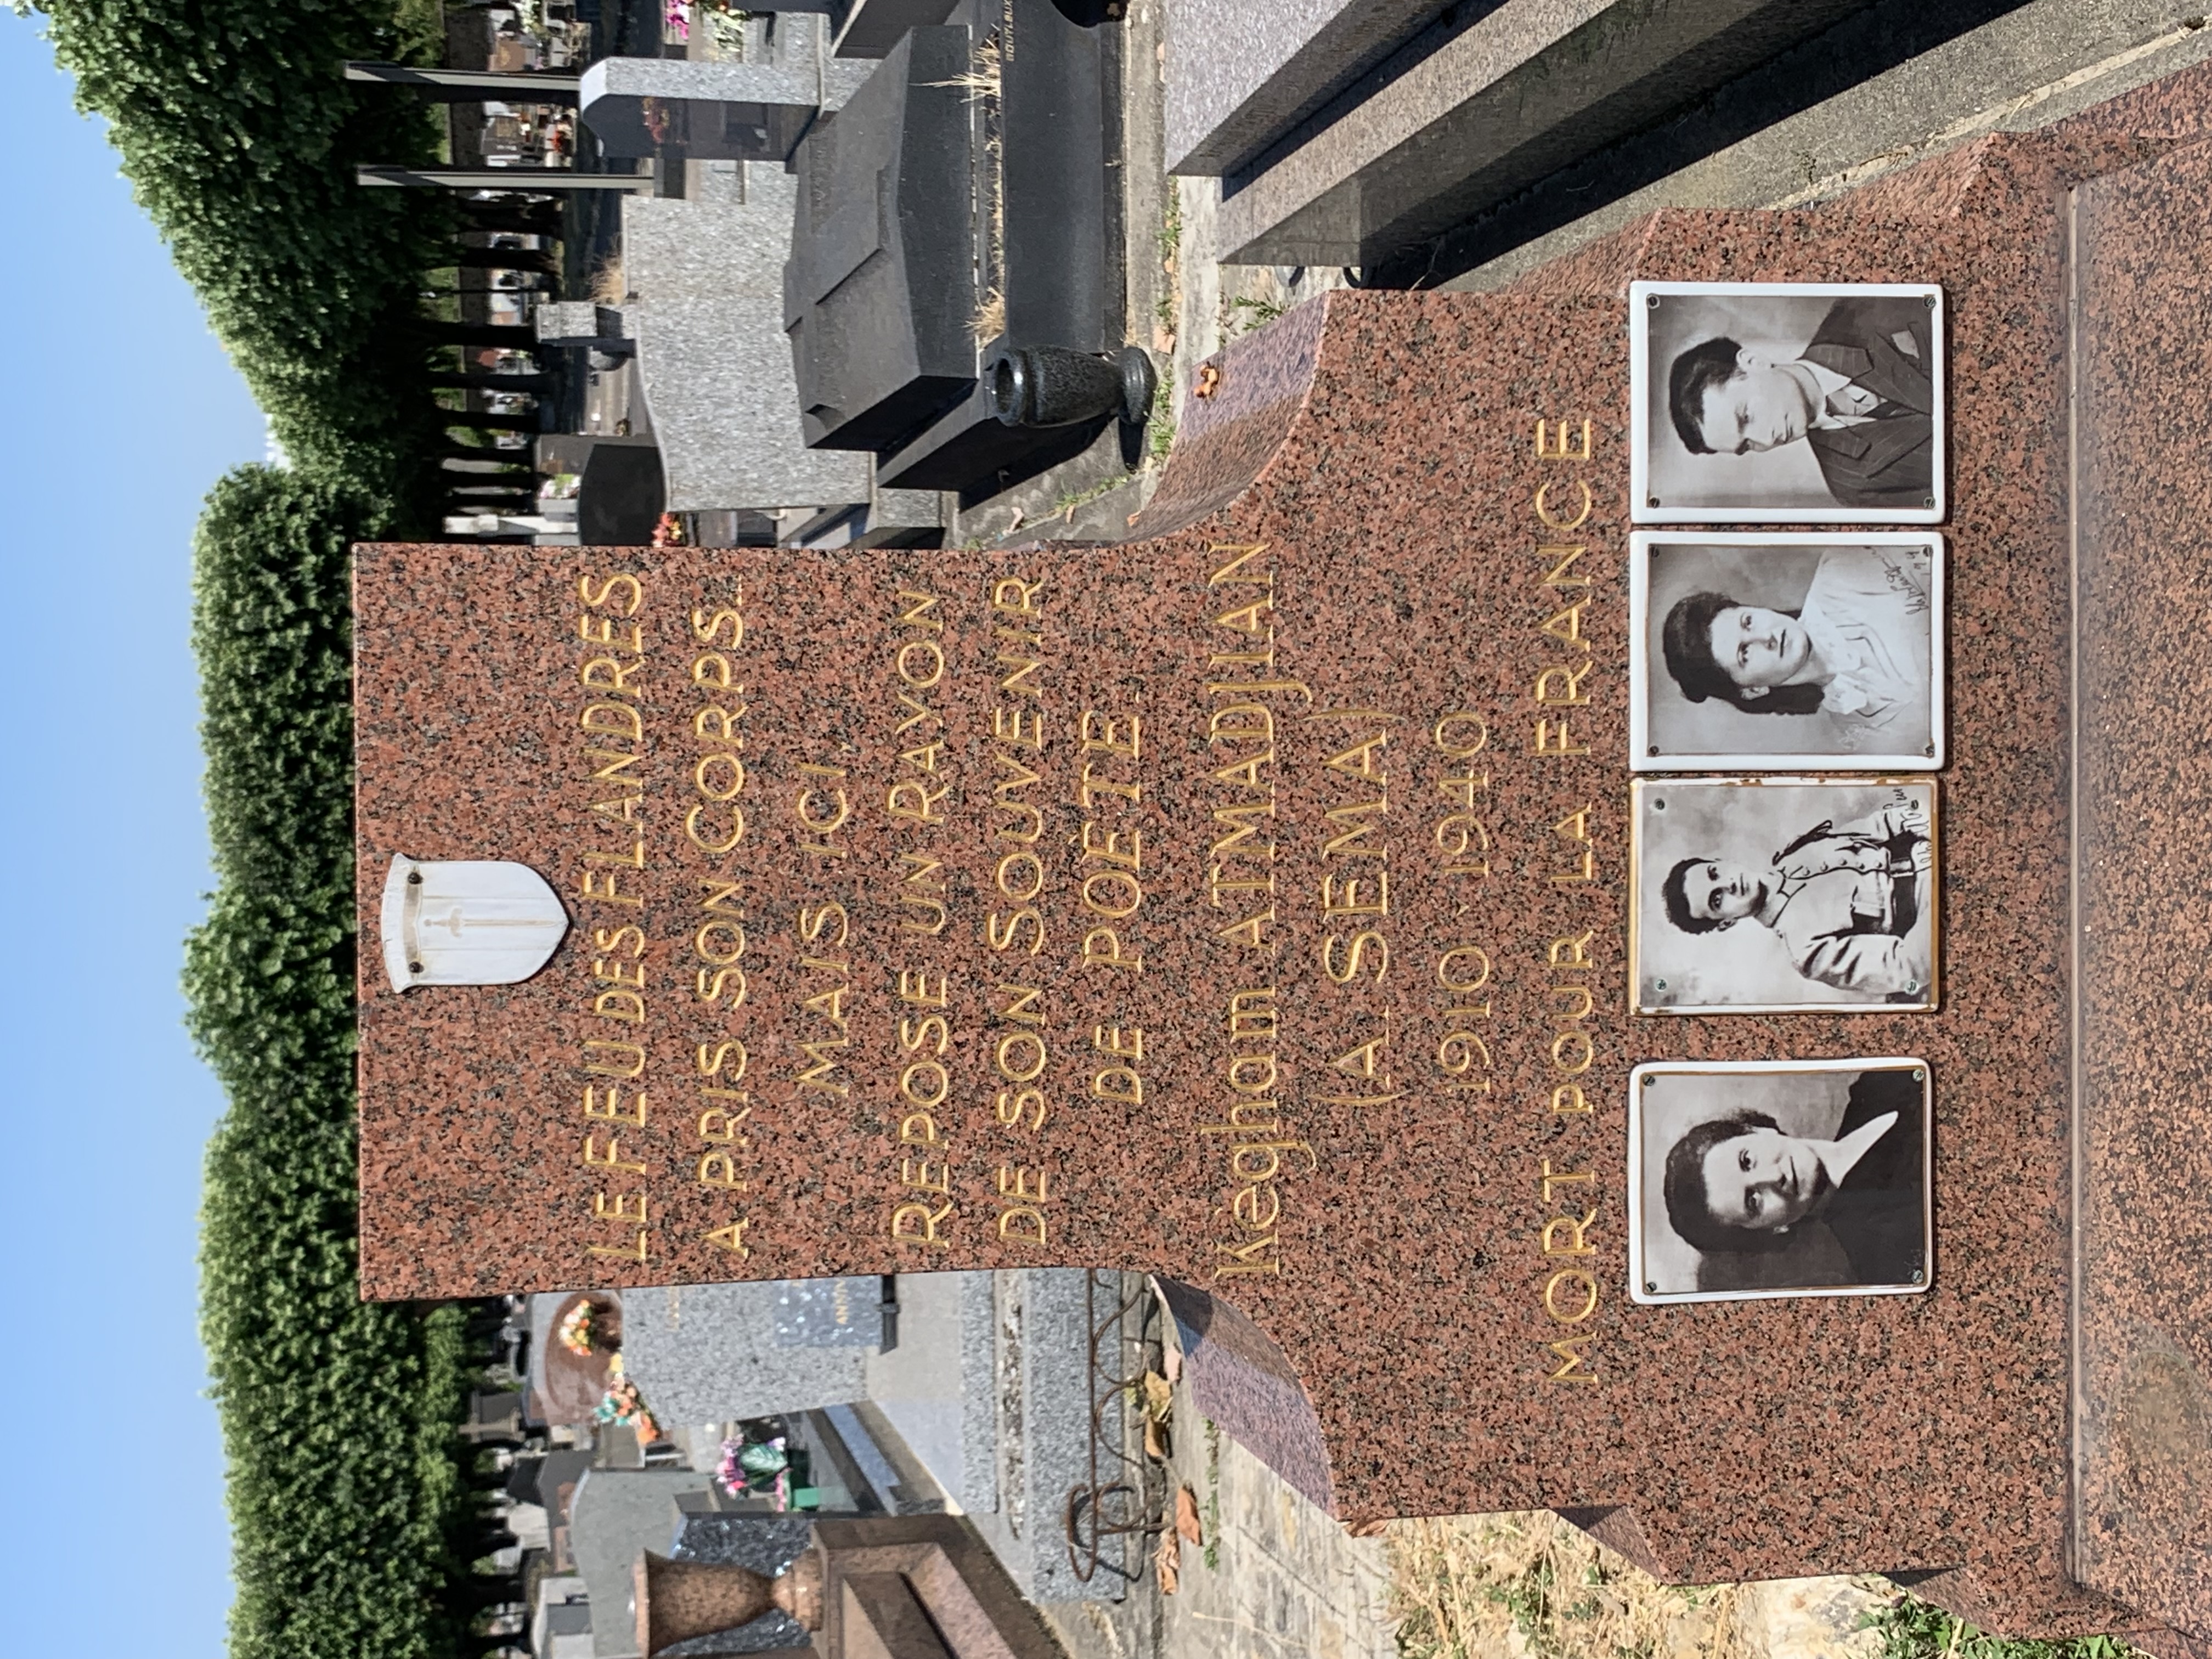 LE FEU DES FLANDRES
A PRIS SON CORPS.
MAIS ICI
REPOSE UN RAYON
DE SON SOUVENIR
DE POÈTE.
Kégham ATMADJIAN
(A. SEMA)
1910 1940
MORT POUR LA FRANCE